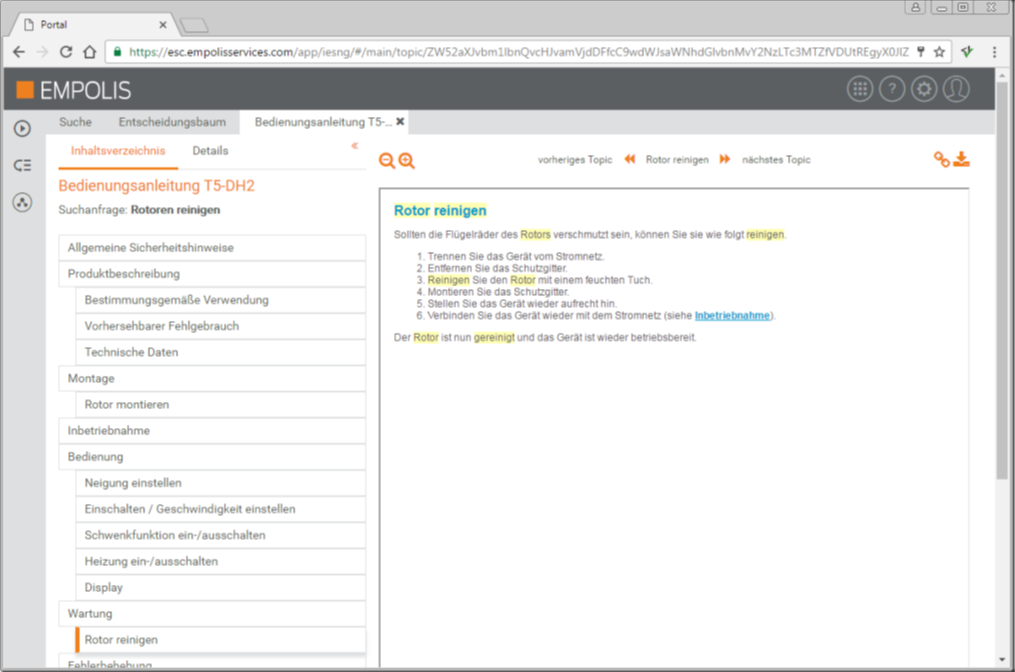 Portal
https://esc.empolisservices.com/app/iesng/#/main/topic/
EMPOLIS
Suche Entscheidungsbaum Bedienungsanleitung T5-...
Inhaltsverzeichnis Details
Bedienungsanleitung T5-DH2
Suchanfrage: Rotoren reinigen
Allgemeine Sicherheitshinweise
Produktbeschreibung
Bestimmungsgemäße Verwendung
Vorhersehbarer Fehlgebrauch
Technische Daten
Montage
Rotor montieren
Inbetriebnahme
Bedienung
Neigung einstellen
Einschalten / Geschwindigkeit einstellen
Schwenkfunktion ein-/ausschalten
Heizung ein-/ausschalten
Display
Wartung
Rotor reinigen
Fehlerbehebung
vorheriges Topic Rotor reinigen nächstes Topic
Rotor reinigen
Sollten die Flügelräder des Rotors verschmutzt sein, können Sie sie wie folgt reinigen.
1. Trennen Sie das Gerät vom Stromnetz.
2. Entfernen Sie das Schutzgitter.
3. Reinigen Sie den Rotor mit einem feuchten Tuch.
4. Montieren Sie das Schutzgitter.
5. Stellen Sie das Gerät wieder aufrecht hin.
6. Verbinden Sie das Gerät wieder mit dem Stromnetz (siehe Inbetriebnahme).
Der Rotor ist nun gereinigt und das Gerät ist wieder betriebsbereit.